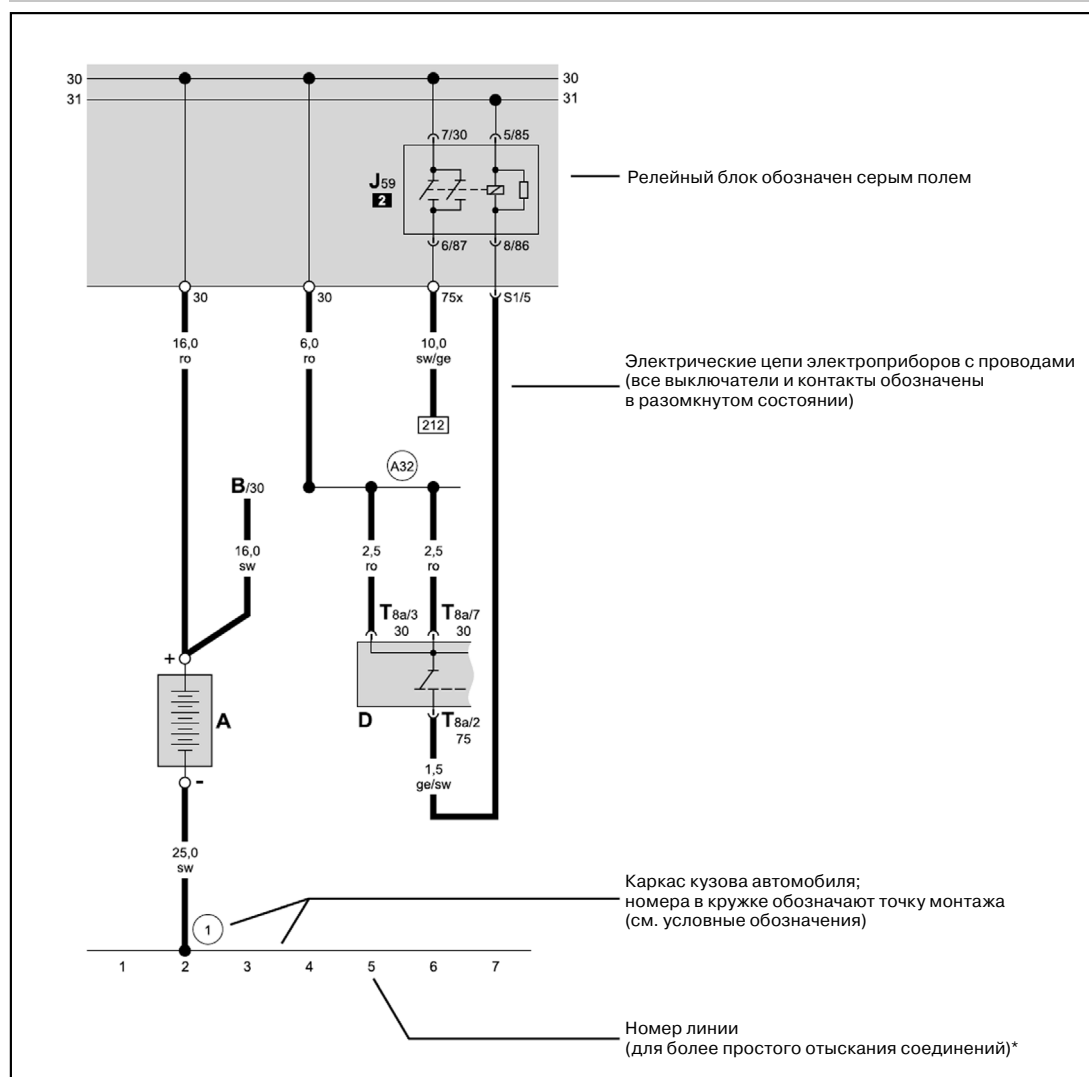 30
30
31
31
7/30
5/85
J59
2
Релейный блок обозначен серым полем
6/87
8/86
30
30
75x
S1/5
16,0
ro
6,0
ro
10,0
sw/ge
Электрические цепи электроприборов с проводами
(все выключатели и контакты обозначены
в разомкнутом состоянии)
212
A32
B/30
16,0
sw
2,5
ro
2,5
ro
T8a/3
30
T8a/7
30
+
A
D
T8a/2
75
-
1,5
ge/sw
25,0
sw
Каркас кузова автомобиля;
номера в кружке обозначают точку монтажа
(см. условные обозначения)
1
1 2 3 4 5 6 7
Номер линии
(для более простого отыскания соединений)*